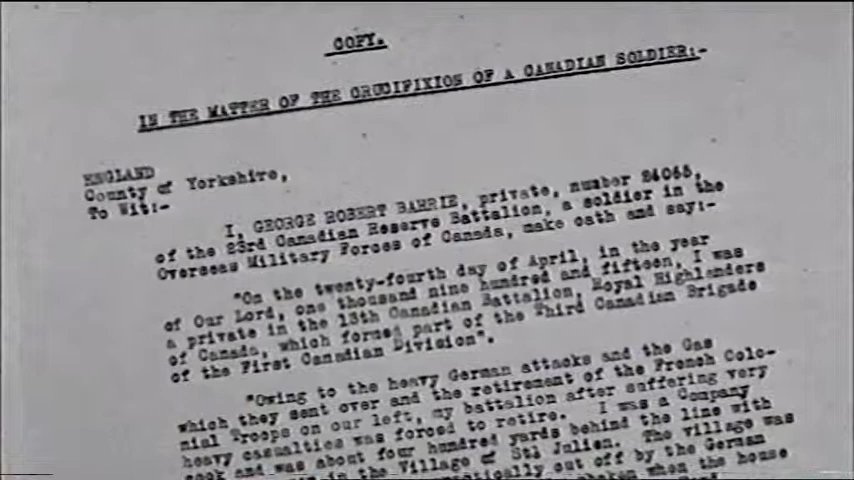 COPY.
IN THE MATTER OF THE CRUCIFIXION OF A CANADIAN SOLDIER:-
ENGLAND
County of Yorkshire,
To Wit:-
I, GEORGE ROBERT BARRIE, private, number 24065,
of the 23rd Canadian Reserve Battalion, a soldier in the
Overseas Military Forces of Canada, make oath and say:-
"On the twenty-fourth day of April, in the year
of Our Lord, one thousand nine hundred and fifteen, I was
a private in the 13th Canadian Battalion, Royal Highlanders
of Canada, which formed part of the Third Canadian Brigade
of the First Canadian Division".
"Owing to the heavy German attacks and the Gas
which they sent over and the retirement of the French Colo-
nial Troops on our left, my battalion after suffering very
heavy casualties was forced to retire. I was a Company
cook and was about four hundred yards behind the line with
in the Village of St. Julien. The village was
practically cut off by the German
when the house